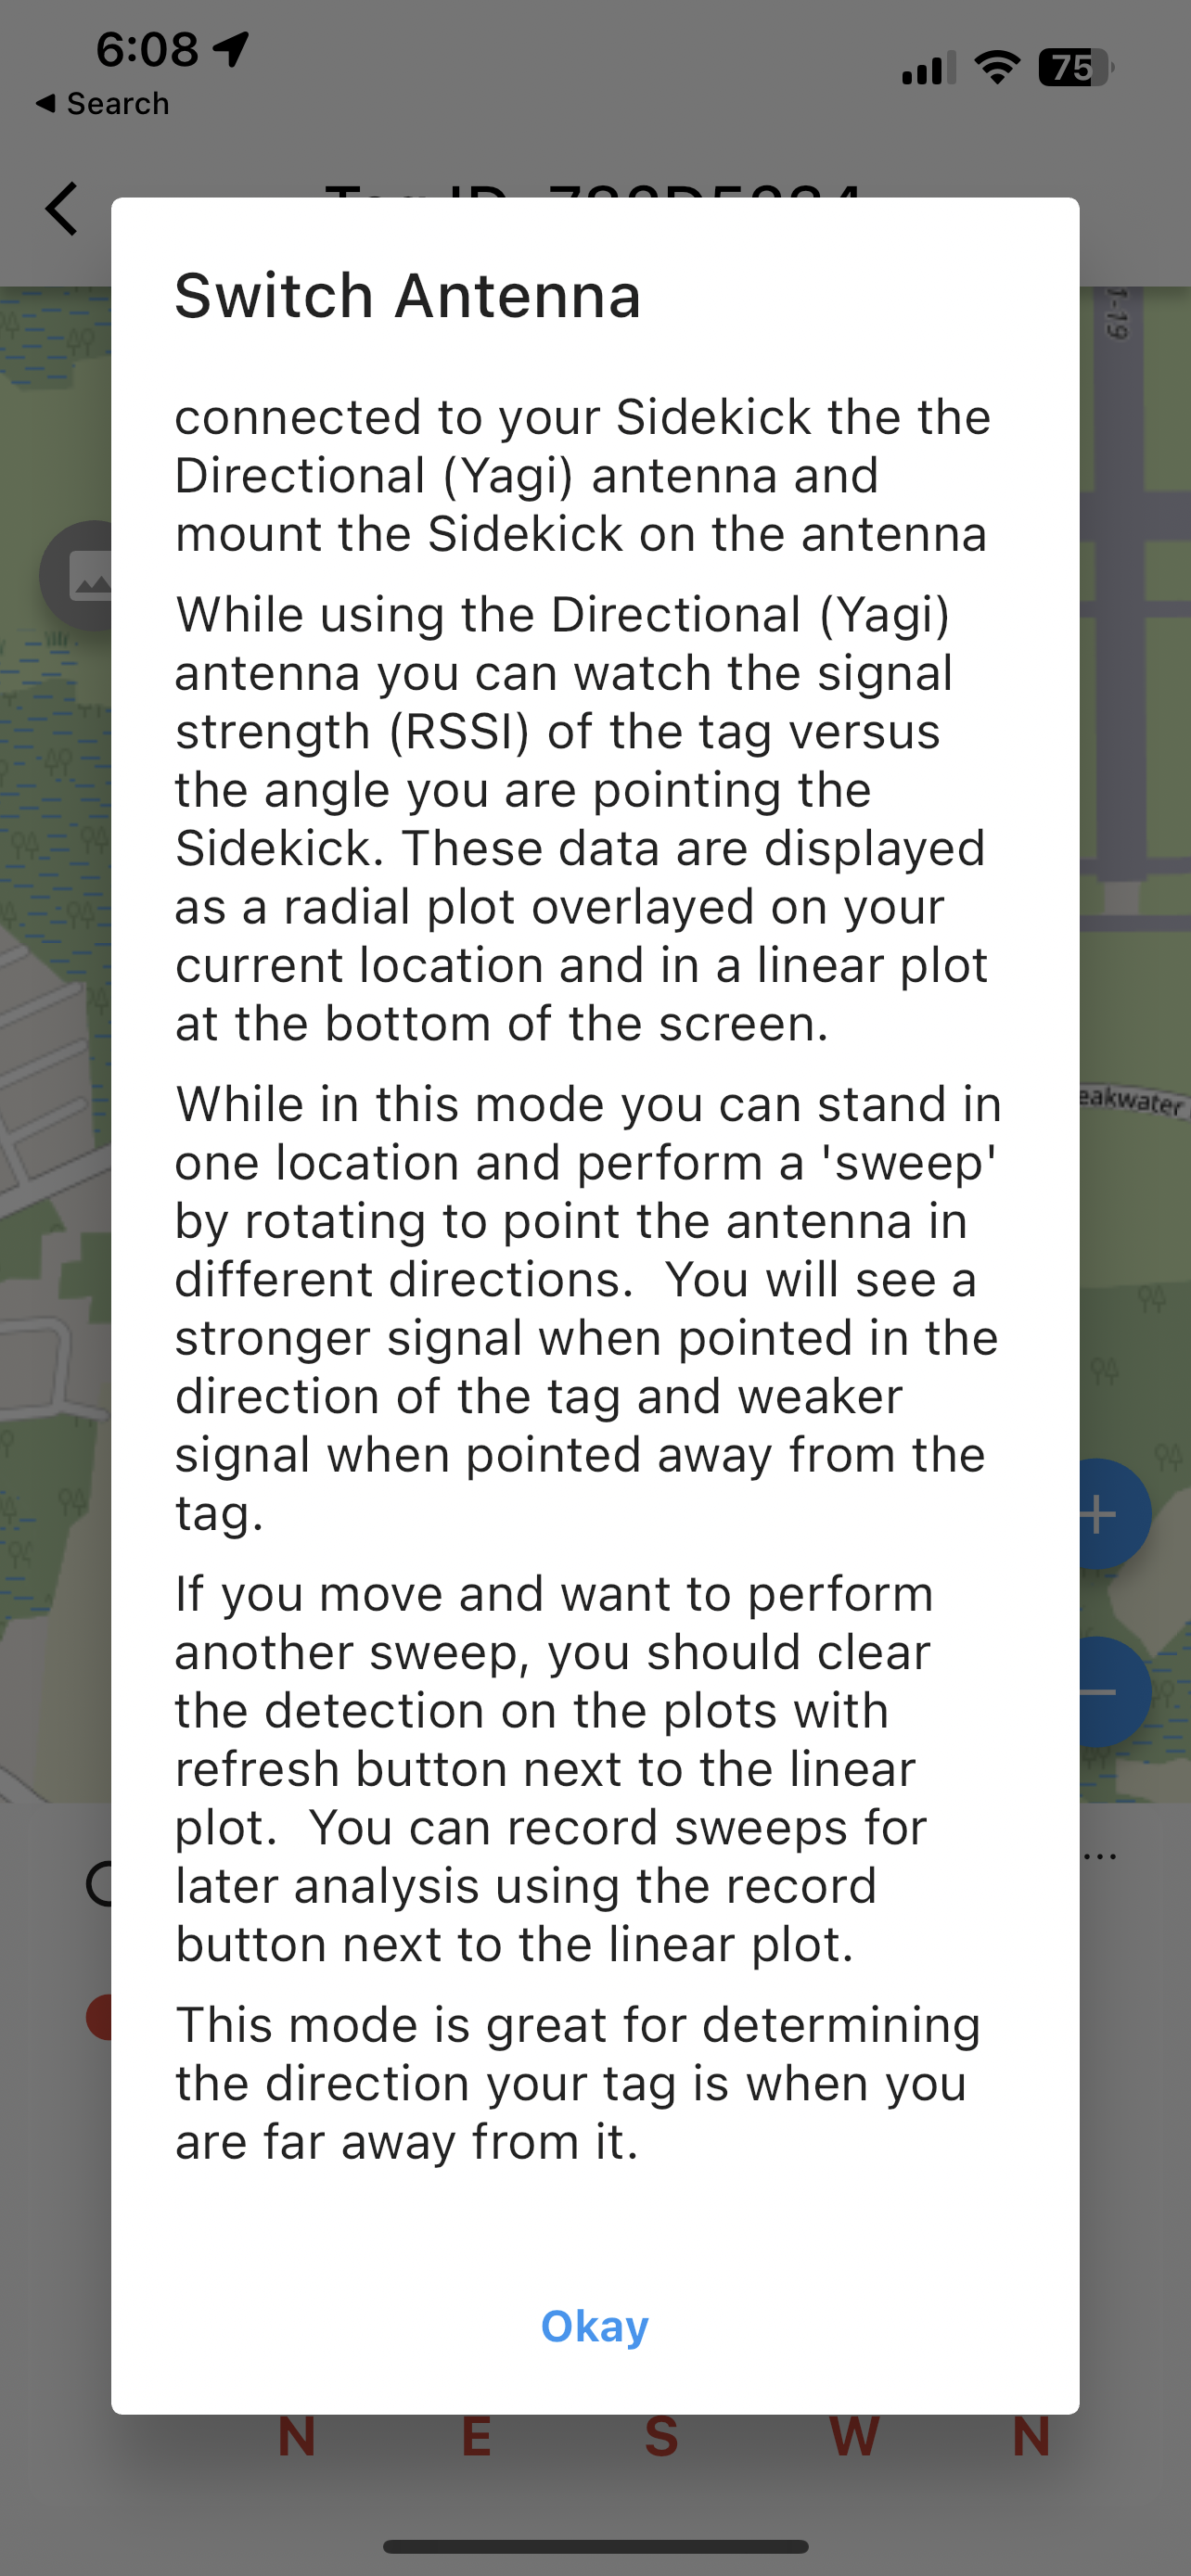 6:08
75
◀ Search
Switch Antenna
1-19
connected to your Sidekick the the
Directional (Yagi) antenna and
mount the Sidekick on the antenna
While using the Directional (Yagi)
antenna you can watch the signal
strength (RSSI) of the tag versus
the angle you are pointing the
Sidekick. These data are displayed
as a radial plot overlayed on your
current location and in a linear plot
at the bottom of the screen.
While in this mode you can stand in
eakwater
one location and perform a 'sweep'
by rotating to point the antenna in
different directions.  You will see a
stronger signal when pointed in the
direction of the tag and weaker
signal when pointed away from the
tag.
If you move and want to perform
another sweep, you should clear
the detection on the plots with
refresh button next to the linear
plot.  You can record sweeps for
later analysis using the record
button next to the linear plot.
This mode is great for determining
the direction your tag is when you
are far away from it.
Okay
N E S W N